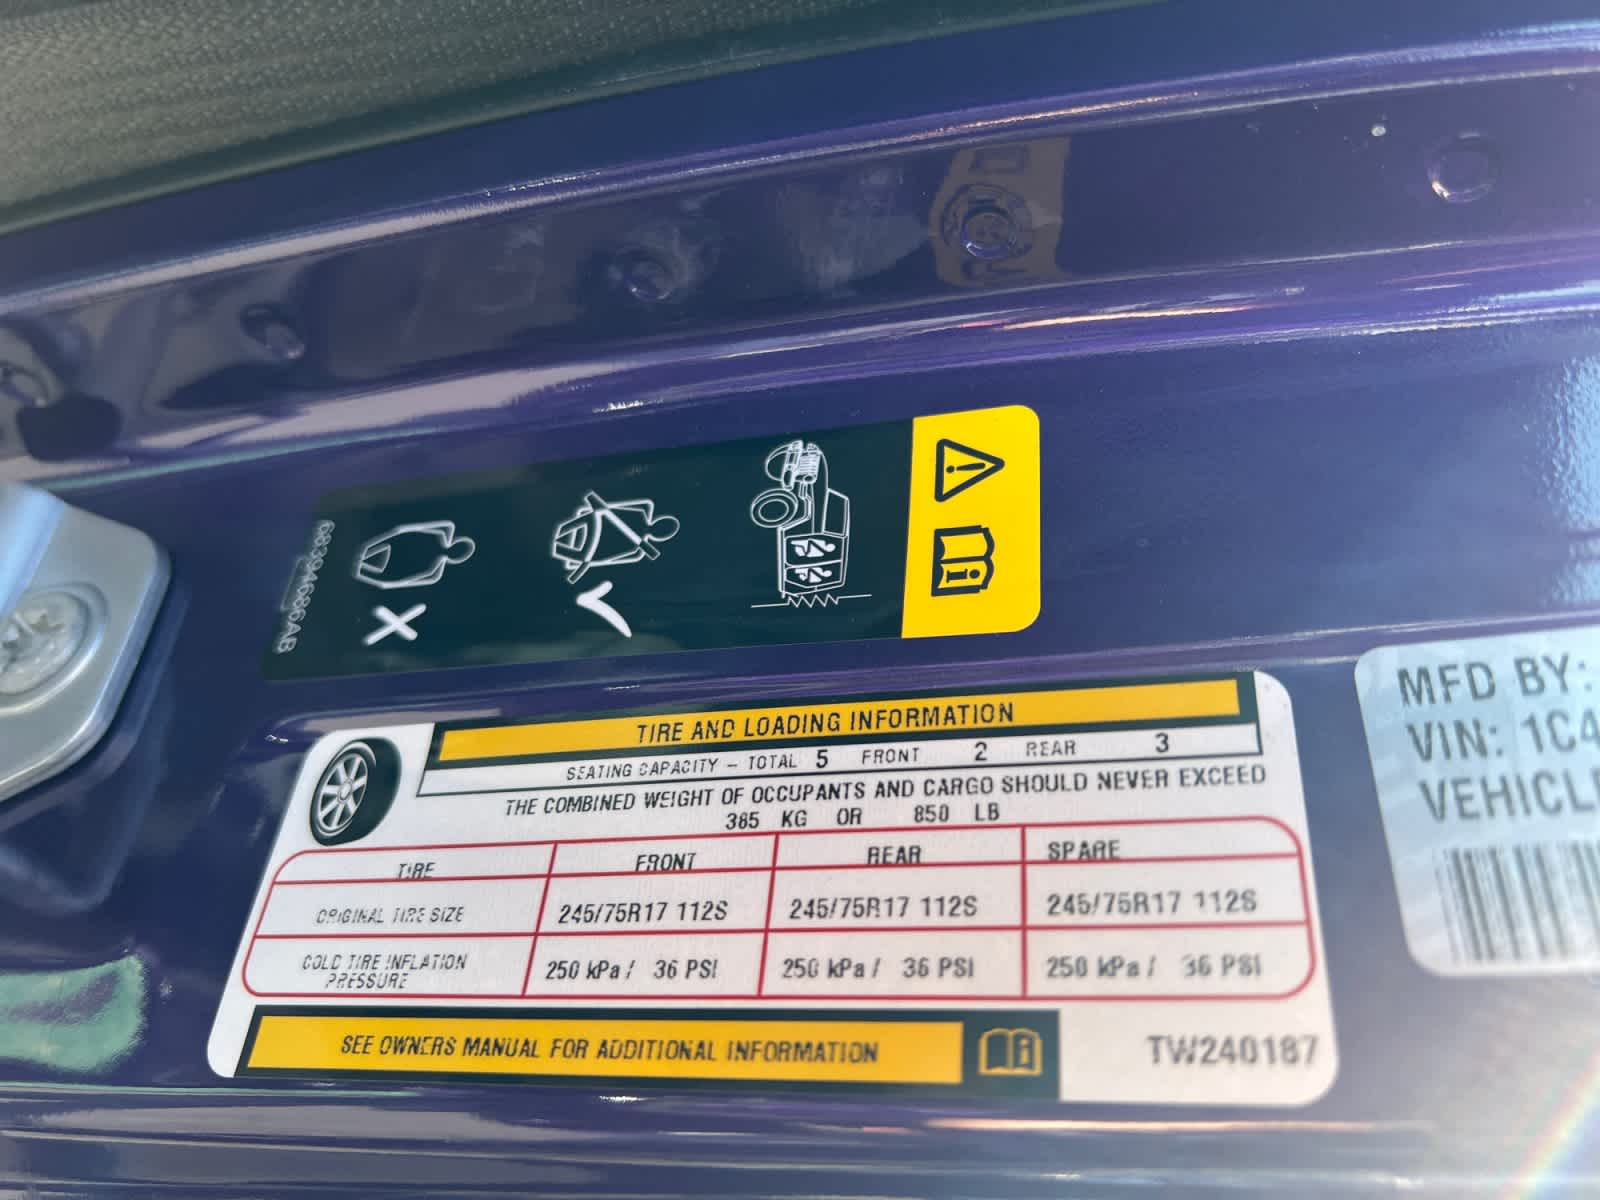 68394686AB
TIRE AND LOADING INFORMATION
SEATING CAPACITY – TOTAL 5 FRONT 2 REAR 3
THE COMBINED WEIGHT OF OCCUPANTS AND CARGO SHOULD NEVER EXCEED
385 KG OR 850 LB
TIRE FRONT REAR SPARE
ORIGINAL TIRE SIZE 245/75R17 112S 245/75R17 112S 245/75R17 112S
COLD TIRE INFLATION
PRESSURE 250 kPa / 36 PSI 250 kPa / 36 PSI 250 kPa / 36 PSI
SEE OWNERS MANUAL FOR ADDITIONAL INFORMATION
TW240187
MFD BY:
VIN: 1C4
VEHICLE